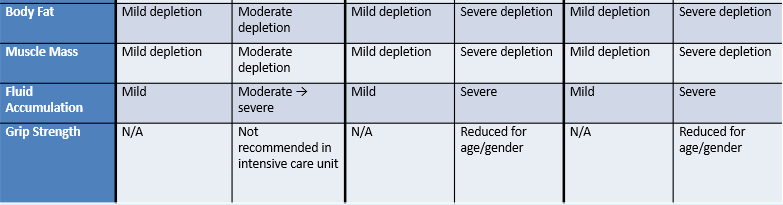 Body Fat
Mild depletion
Moderate
depletion
Mild depletion
Severe depletion
Mild depletion
Severe depletion
Muscle Mass
Mild depletion
Moderate
depletion
Mild depletion
Severe depletion
Mild depletion
Severe depletion
Fluid
Accumulation
Mild
Moderate →
severe
Mild
Severe
Mild
Severe
Grip Strength
N/A
Not
recommended in
intensive care unit
N/A
Reduced for
age/gender
N/A
Reduced for
age/gender